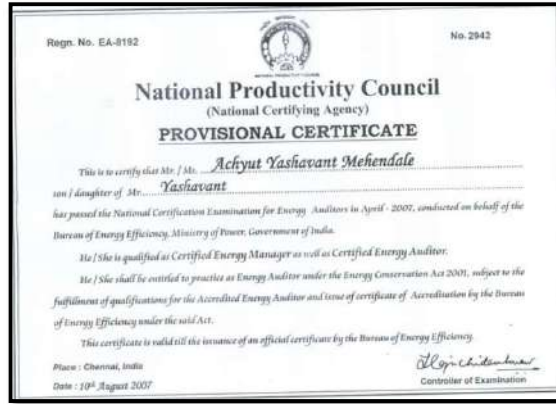 Regn. No. EA-8192
No. 2942
NATIONAL PRODUCTIVITY COUNCIL
National Productivity Council
(National Certifying Agency)
PROVISIONAL CERTIFICATE
This is to certify that Mr. / Ms. Achyut Yashavant Mehendale
son / daughter of Mr. Yashavant
has passed the National Certification Examination for Energy Auditors in April - 2007, conducted on behalf of the
Bureau of Energy Efficiency, Ministry of Power, Government of India.
He / She is qualified as Certified Energy Manager as well as Certified Energy Auditor.
He / She shall be entitled to practice as Energy Auditor under the Energy Conservation Act 2001, subject to the
fulfillment of qualifications for the Accredited Energy Auditor and issue of certificate of Accreditation by the Bureau
of Energy Efficiency under the said Act.
This certificate is valid till the issuance of an official certificate by the Bureau of Energy Efficiency.
Place : Chennai, India
Date : 10th August 2007
Controller of Examination